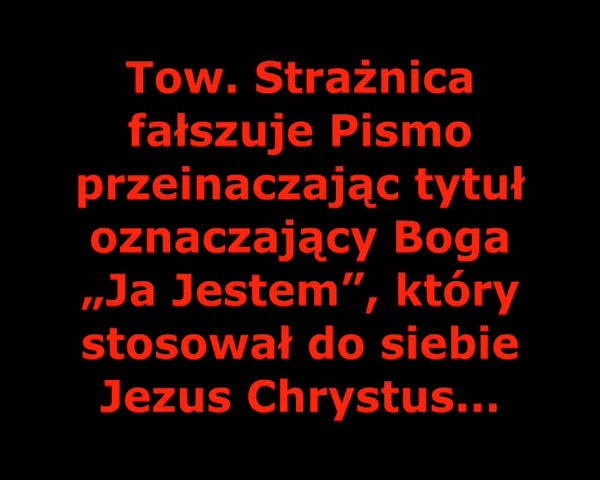 Tow. Strażnica
fałszuje Pismo
przeinaczając tytuł
oznaczający Boga
„Ja Jestem”, który
stosował do siebie
Jezus Chrystus...